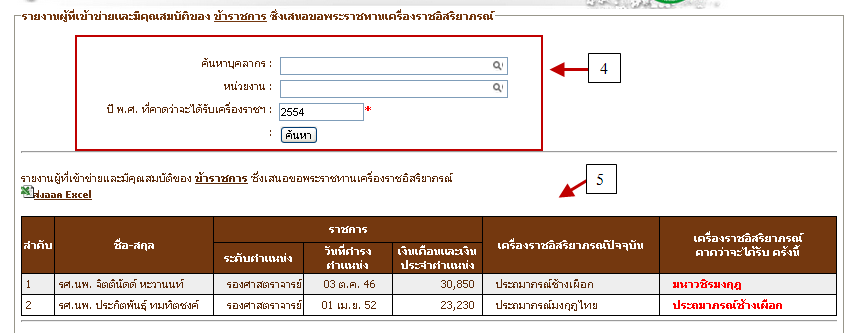 รายงานผู้ที่เข้าข่ายและมีคุณสมบัติของ ข้าราชการ ซึ่งเสนอขอพระราชทานเครื่องราชอิสริยาภรณ์
ค้นหาบุคลากร :
4
หน่วยงาน :
ปี พ.ศ. ที่คาดว่าจะได้รับเครื่องราชฯ : 2554 *
: ค้นหา
รายงานผู้ที่เข้าข่ายและมีคุณสมบัติของ ข้าราชการ ซึ่งเสนอขอพระราชทานเครื่องราชอิสริยาภรณ์
5
ส่งออก Excel
ลำดับ ชื่อ-สกุล ราชการ เครื่องราชอิสริยาภรณ์ปัจจุบัน เครื่องราชอิสริยาภรณ์ คาดว่าจะได้รับ ครั้งนี้
ระดับตำแหน่ง วันที่ดำรง ตำแหน่ง เงินเดือนและเงิน ประจำตำแหน่ง
1 รศ.นพ. จิตตินัดด์ หะวานนท์ รองศาสตราจารย์ 03 ต.ค. 46 30,850 ประถมาภรณ์ช้างเผือก มหาวชิรมงกุฎ
2 รศ.นพ. ประกิตพันธุ์ ทมทิตชงค์ รองศาสตราจารย์ 01 เม.ย. 52 23,230 ประถมาภรณ์มงกุฎไทย ประถมาภรณ์ช้างเผือก